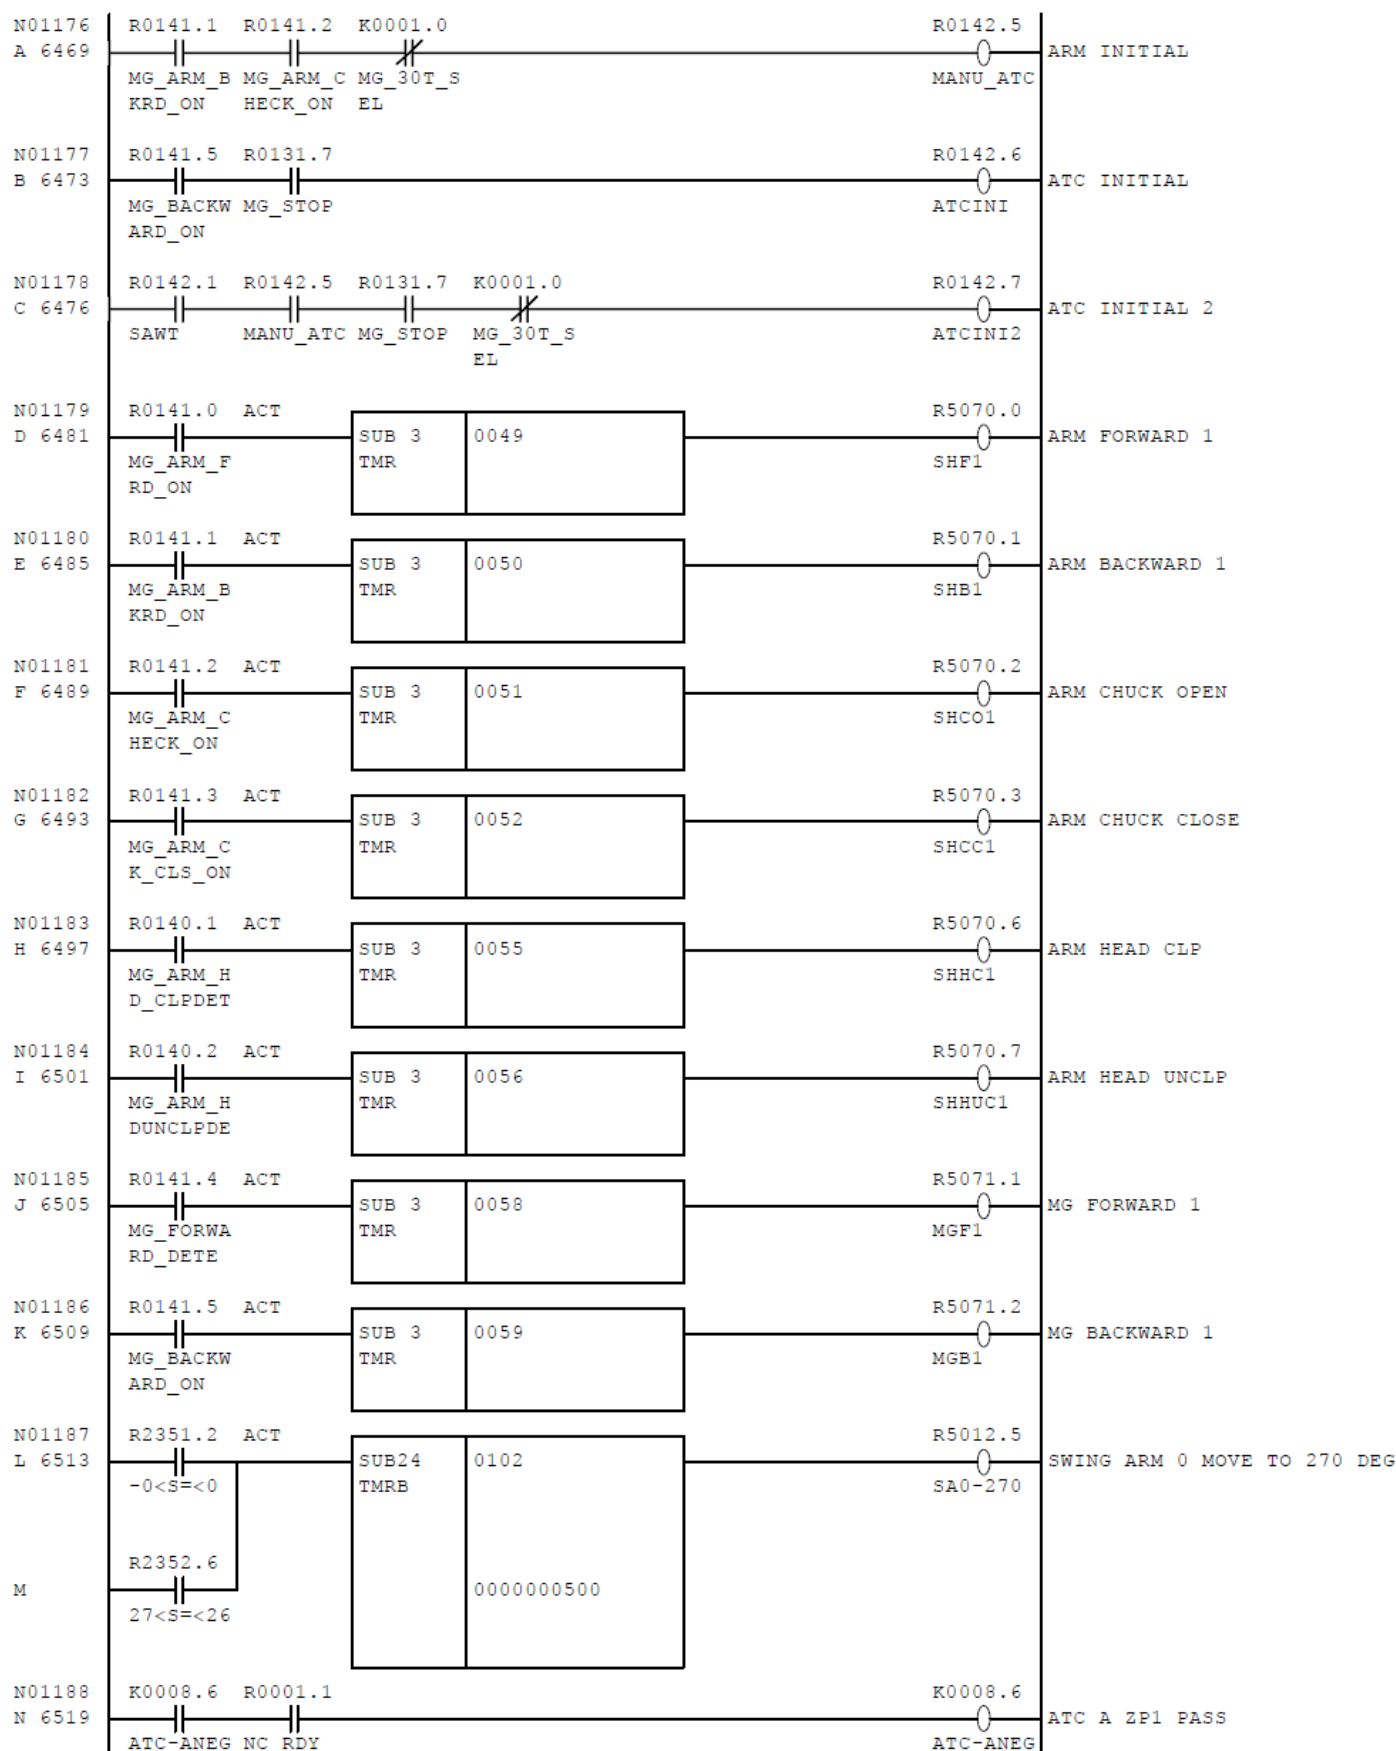 N01176 R0141.1 R0141.2 K0001.0 R0142.5
A 6469 ARM INITIAL
MG_ARM_B MG_ARM_C MG_30T_S MANU_ATC
KRD_ON HECK_ON EL
N01177 R0141.5 R0131.7 R0142.6
B 6473 ATC INITIAL
MG_BACKW MG_STOP ATCINI
ARD_ON
N01178 R0142.1 R0142.5 R0131.7 K0001.0 R0142.7
C 6476 ATC INITIAL 2
SAWT MANU_ATC MG_STOP MG_30T_S ATCINI2
EL
N01179 R0141.0 ACT R5070.0
D 6481 SUB 3 0049 ARM FORWARD 1
MG_ARM_F TMR SHF1
RD_ON
N01180 R0141.1 ACT R5070.1
E 6485 SUB 3 0050 ARM BACKWARD 1
MG_ARM_B TMR SHB1
KRD_ON
N01181 R0141.2 ACT R5070.2
F 6489 SUB 3 0051 ARM CHUCK OPEN
MG_ARM_C TMR SHCO1
HECK_ON
N01182 R0141.3 ACT R5070.3
G 6493 SUB 3 0052 ARM CHUCK CLOSE
MG_ARM_C TMR SHCC1
K_CLS_ON
N01183 R0140.1 ACT R5070.6
H 6497 SUB 3 0055 ARM HEAD CLP
MG_ARM_H TMR SHHC1
D_CLPDET
N01184 R0140.2 ACT R5070.7
I 6501 SUB 3 0056 ARM HEAD UNCLP
MG_ARM_H TMR SHHUC1
DUNCLPDE
N01185 R0141.4 ACT R5071.1
J 6505 SUB 3 0058 MG FORWARD 1
MG_FORWA TMR MGF1
RD_DETE
N01186 R0141.5 ACT R5071.2
K 6509 SUB 3 0059 MG BACKWARD 1
MG_BACKW TMR MGB1
ARD_ON
N01187 R2351.2 ACT R5012.5
L 6513 SUB24 0102 SWING ARM 0 MOVE TO 270 DEG
-0<S=<0 TMRB SA0-270
R2352.6
M 0000000500
27<S=<26
N01188 K0008.6 R0001.1 K0008.6
N 6519 ATC A ZP1 PASS
ATC-ANEG NC RDY ATC-ANEG